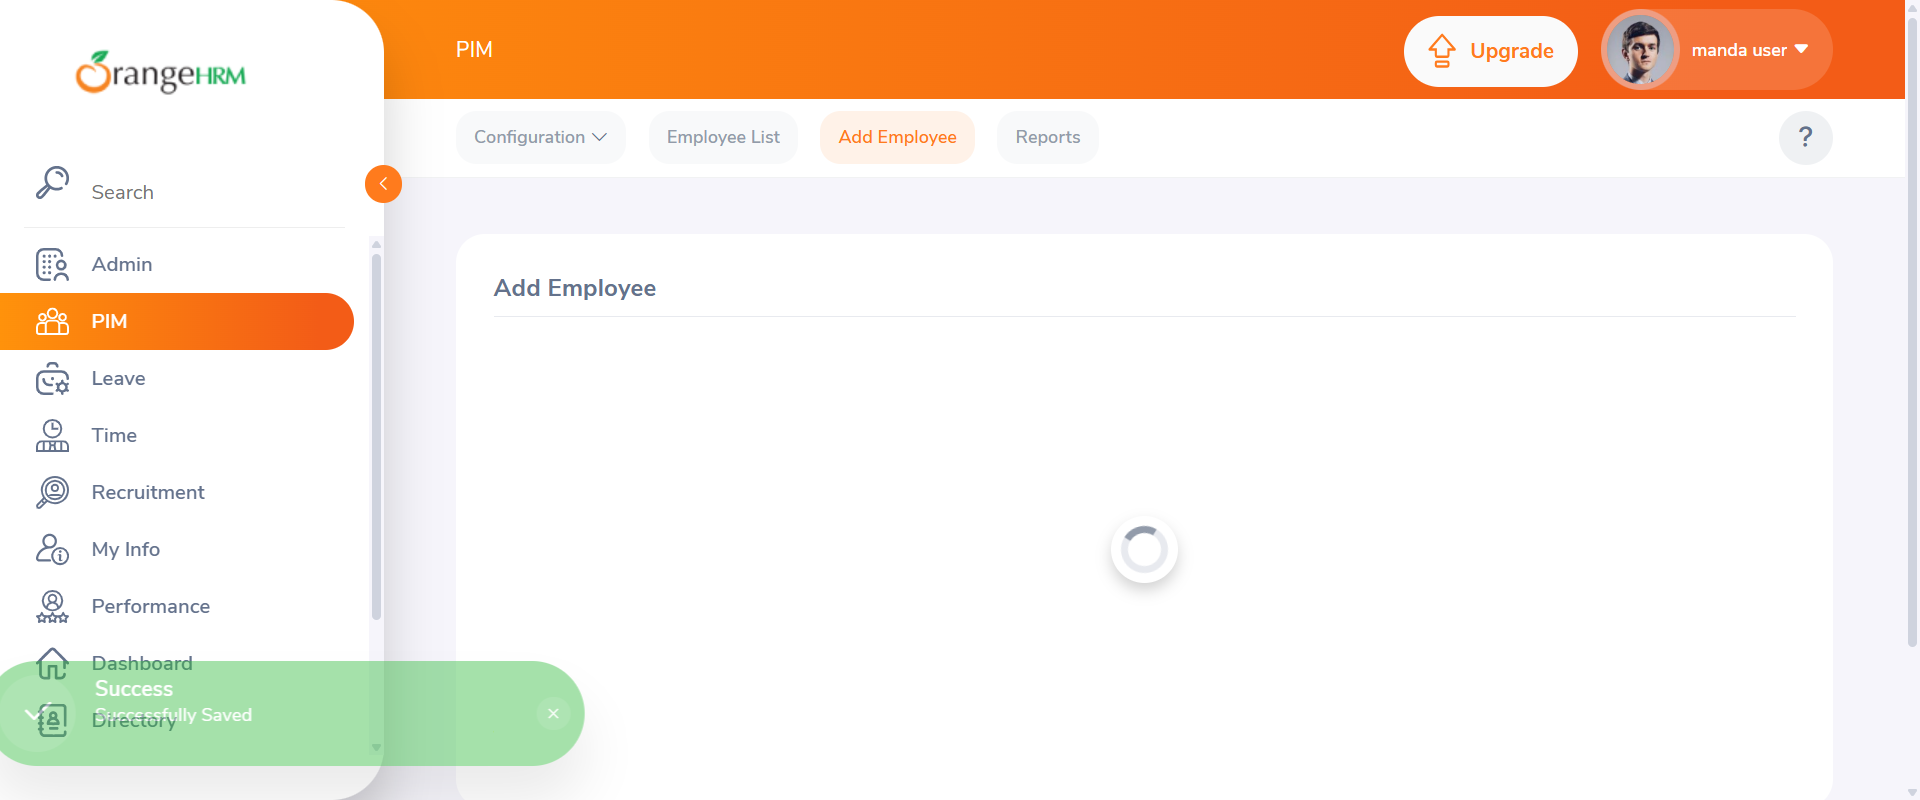 OrangeHRM
PIM
Upgrade
manda user
Configuration
Employee List
Add Employee
Reports
?
Search
Admin
PIM
Leave
Time
Recruitment
My Info
Performance
Dashboard
Directory
Add Employee
Success
Successfully Saved